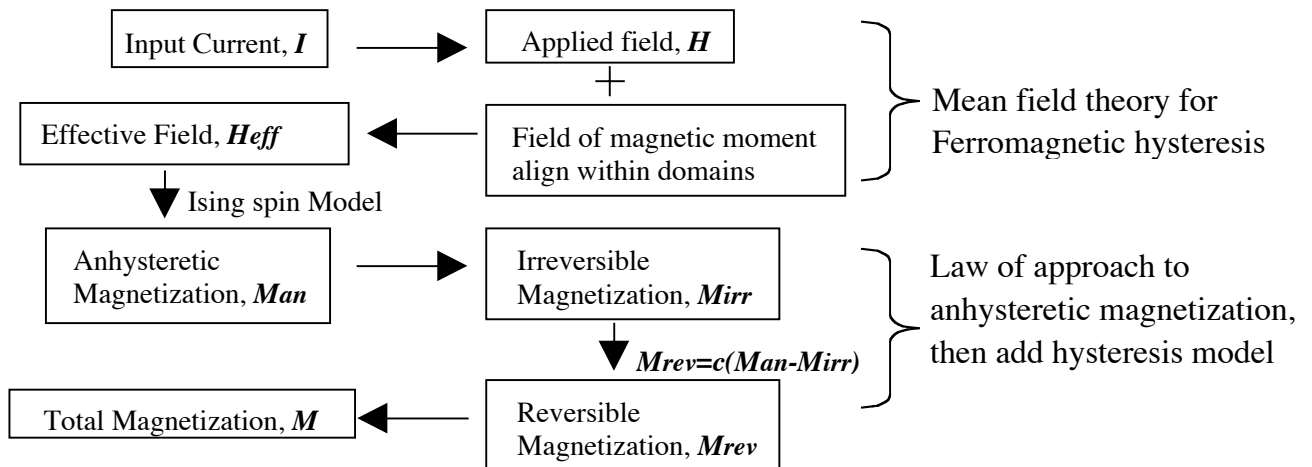 Input Current, I
Applied field, H
+
Effective Field, Heff
Field of magnetic moment
align within domains
Mean field theory for
Ferromagnetic hysteresis
Ising spin Model
Anhysteretic
Magnetization, Man
Irreversible
Magnetization, Mirr
Law of approach to
anhysteretic magnetization,
then add hysteresis model
Mrev=c(Man-Mirr)
Total Magnetization, M
Reversible
Magnetization, Mrev